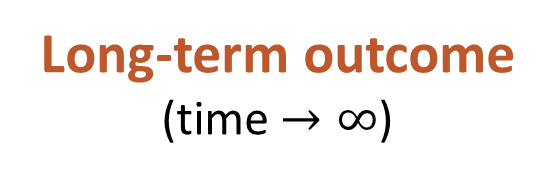 Long-term outcome
(time → ∞)